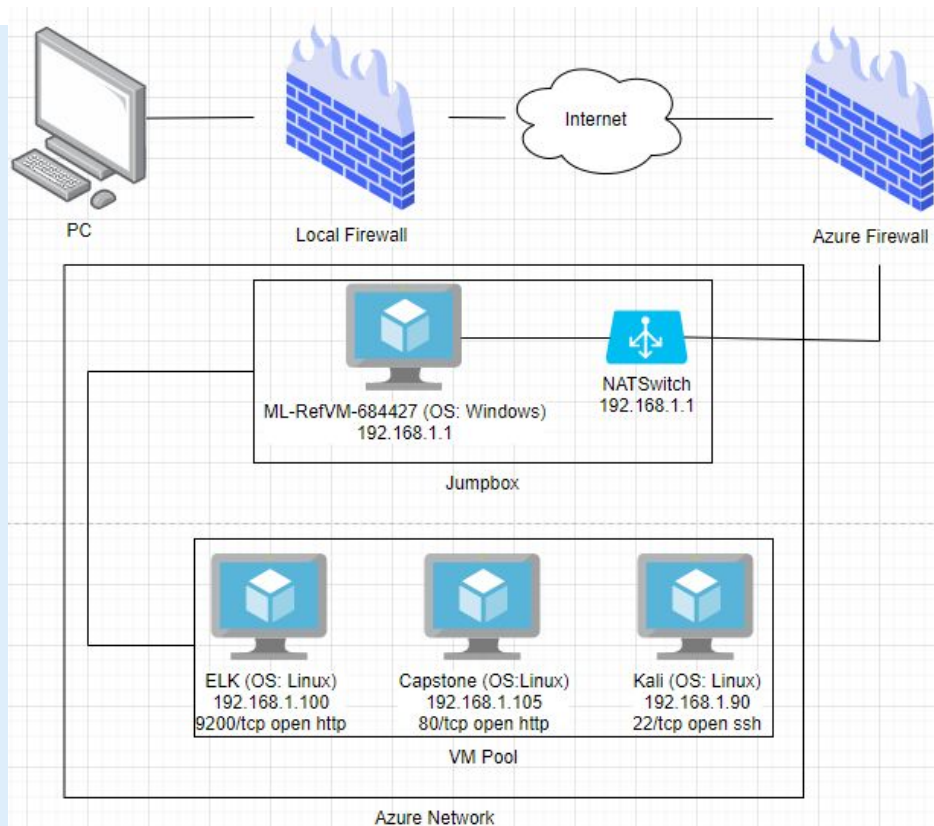 Internet
PC
Local Firewall
Azure Firewall
NATSwitch
192.168.1.1
ML-RefVM-684427 (OS: Windows)
192.168.1.1
Jumpbox
ELK (OS: Linux)
192.168.1.100
9200/tcp open http
Capstone (OS:Linux)
192.168.1.105
80/tcp open http
Kali (OS: Linux)
192.168.1.90
22/tcp open ssh
VM Pool
Azure Network